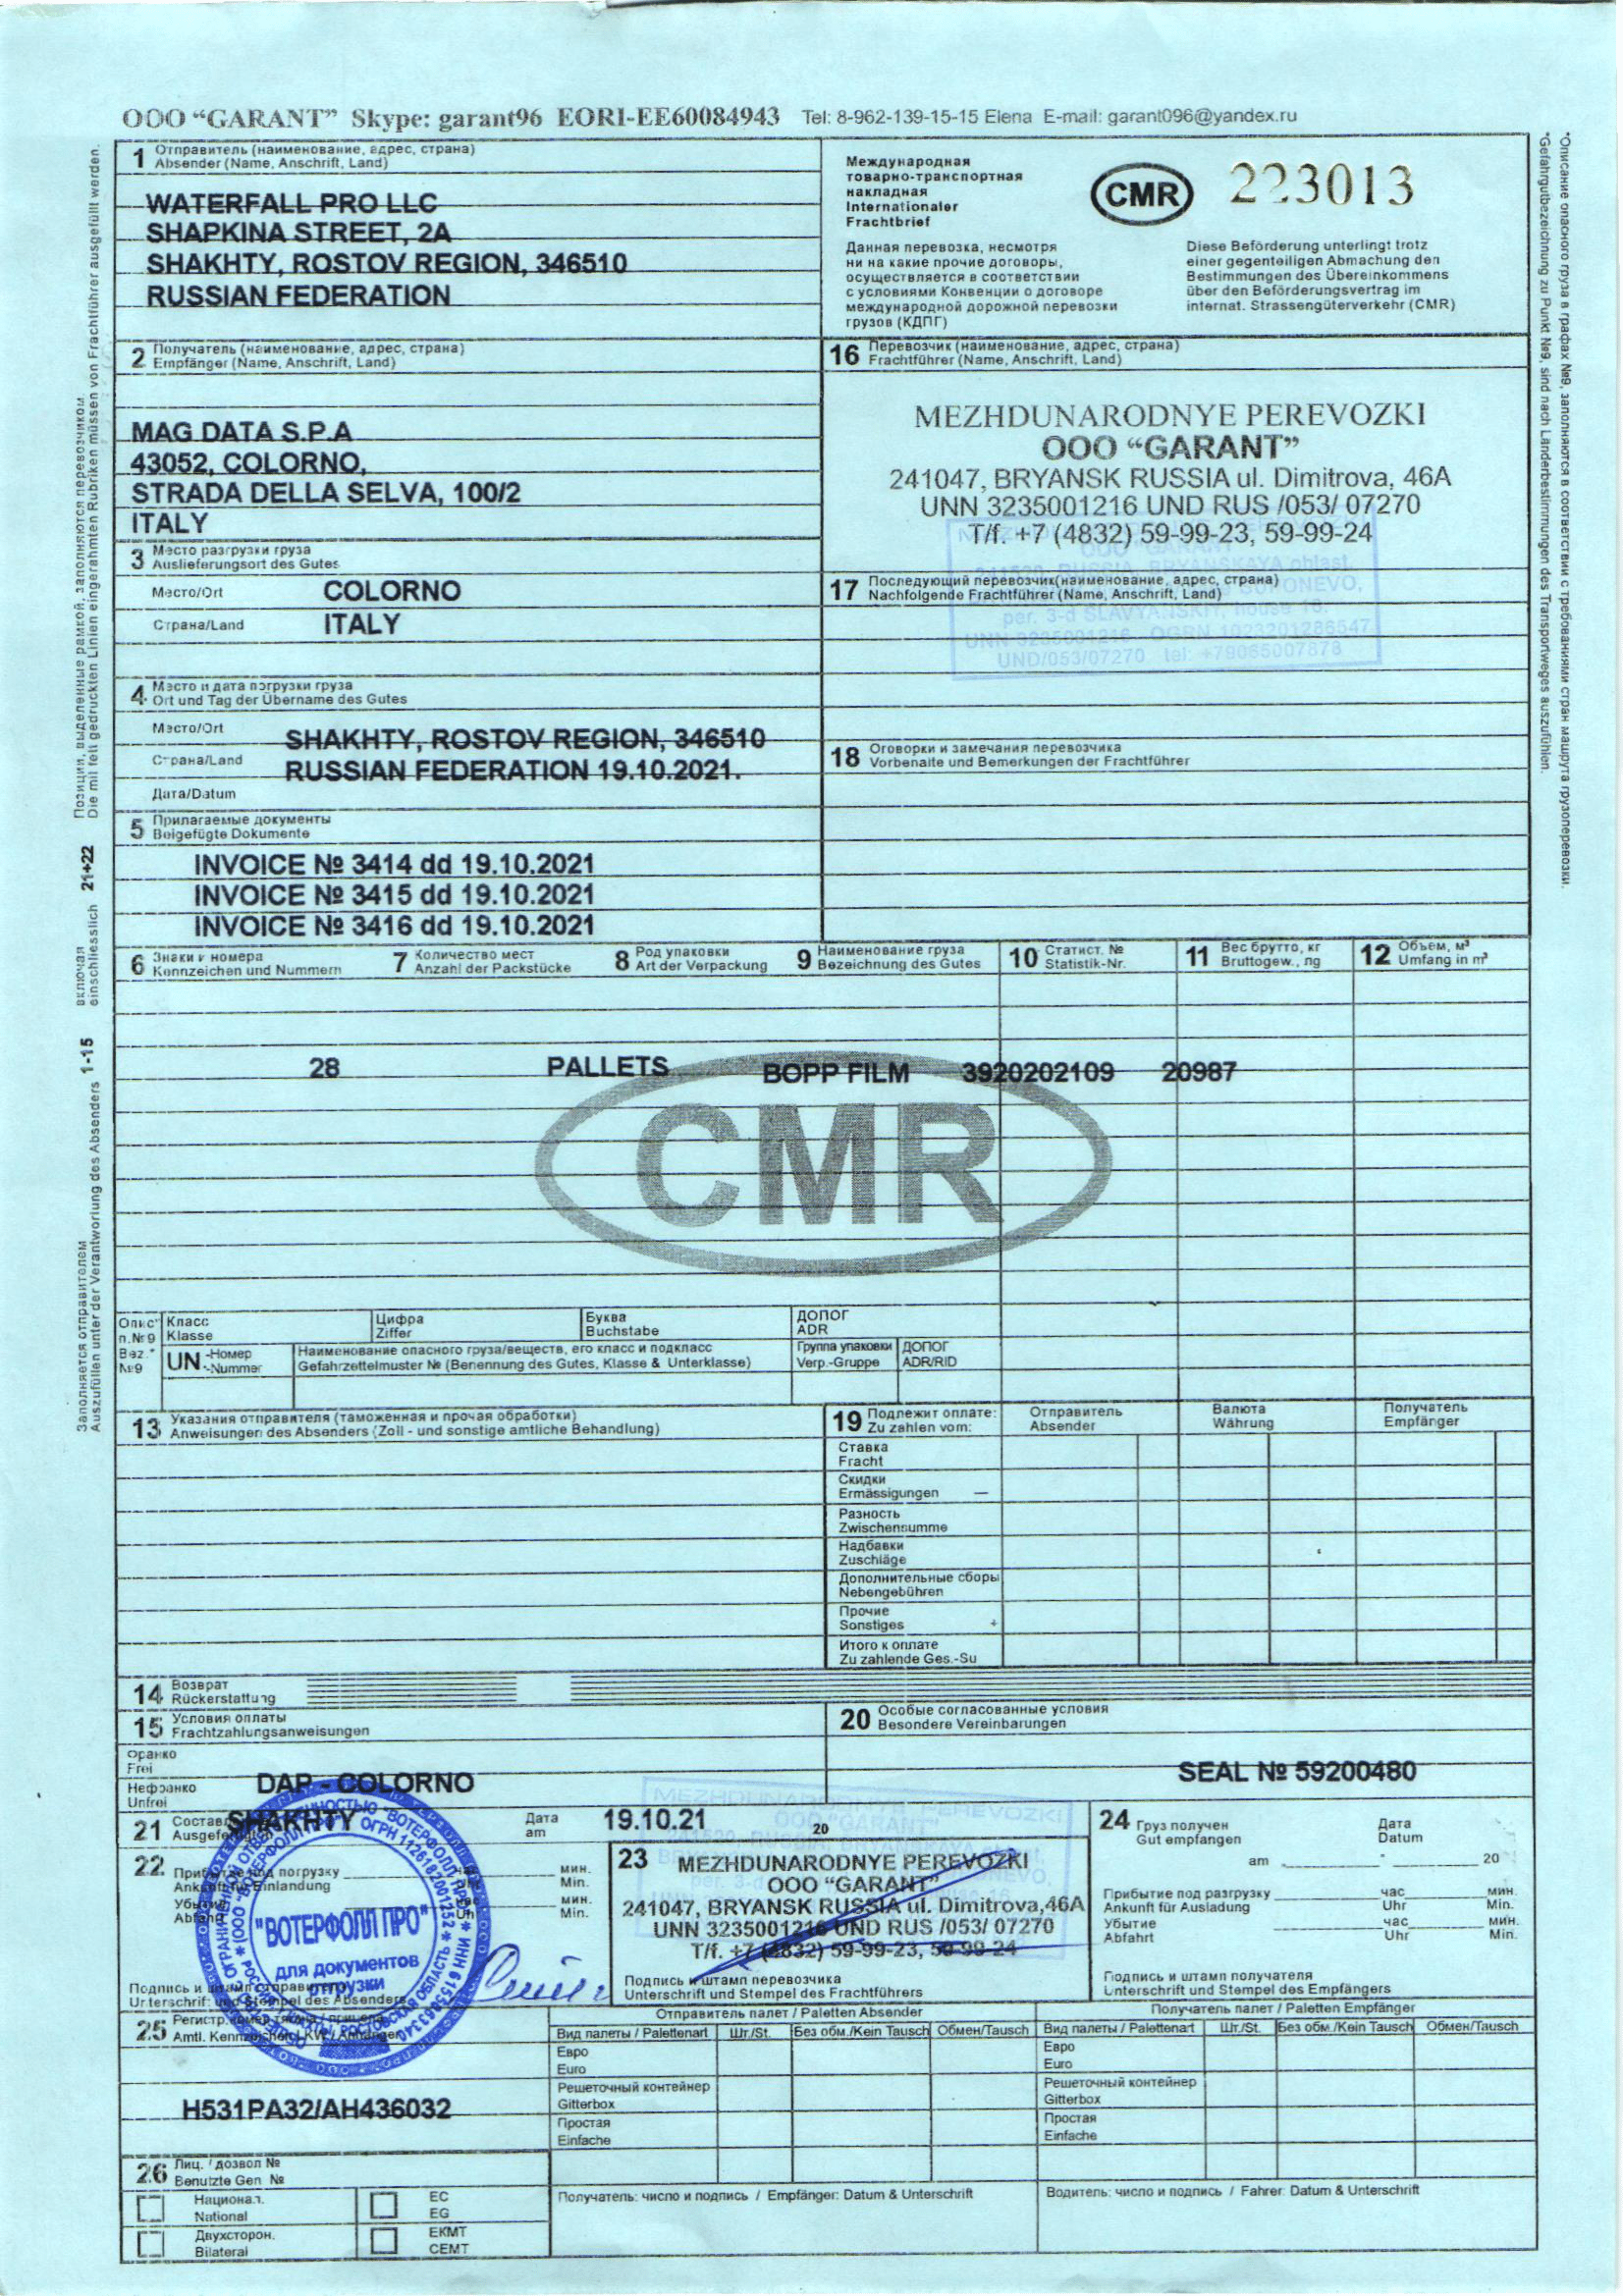 ООО “GARANT” Skype: garant96 EORI-EE60084943 Tel: 8-962-139-15-15 Elena E-mail: garant096@yandex.ru
1 Отправитель (наименование, адрес, страна)
Absender (Name, Anschrift, Land)
WATERFALL PRO LLC
SHAPKINA STREET, 2A
SHAKHTY, ROSTOV REGION, 346510
RUSSIAN FEDERATION
Международная
товарно-транспортная
накладная
Internationaler
Frachtbrief
CMR 223013
Данная перевозка, несмотря
ни на какие прочие договоры,
осуществляется в соответствии
с условиями Конвенции о договоре
международной дорожной перевозки
грузов (КДПГ)
Diese Beförderung unterlingt trotz
einer gegenteiligen Abmachung den
Bestimmungen des Übereinkommens
über den Beförderungsvertrag im
internat. Strassengüterverkehr (CMR)
2 Получатель (наименование, адрес, страна)
Empfänger (Name, Anschrift, Land)
MAG DATA S.P.A
43052, COLORNO,
STRADA DELLA SELVA, 100/2
ITALY
16 Перевозчик (наименование, адрес, страна)
Frachtführer (Name, Anschrift, Land)
MEZHDUNARODNYE PEREVOZKI
OOO “GARANT”
241047, BRYANSK RUSSIA ul. Dimitrova, 46A
UNN 3235001216 UND RUS /053/ 07270
T/f. +7 (4832) 59-99-23, 59-99-24
3 Место разгрузки груза
Auslieferungsort des Gutes
Место/Ort COLORNO
Страна/Land ITALY
17 Последующий перевозчик(наименование, адрес, страна)
Nachfolgende Frachtführer (Name, Anschrift, Land)
per. 3-d SLAVYANSKIY, house 16.
UNN 3235001216 OGRN 1023201286547
UND/053/07270 tel: +79065007878
4 Место и дата погрузки груза
Ort und Tag der Übername des Gutes
Место/Ort SHAKHTY, ROSTOV REGION, 346510
Страна/Land RUSSIAN FEDERATION 19.10.2021.
Дата/Datum
18 Оговорки и замечания перевозчика
Vorbenalte und Bemerkungen der Frachtführer
5 Прилагаемые документы
Beigefügte Dokumente
INVOICE № 3414 dd 19.10.2021
INVOICE № 3415 dd 19.10.2021
INVOICE № 3416 dd 19.10.2021
6 Знаки и номера
Kennzeichen und Nummern
7 Количество мест
Anzahl der Packstücke
8 Род упаковки
Art der Verpackung
9 Наименование груза
Bezeichnung des Gutes
10 Статист. №
Statistik-Nr.
11 Вес брутто, кг
Bruttogew., ng
12 Объем, м³
Umfang in m³
28 PALLETS BOPP FILM 3920202109 20987
CMR
Опис*
п.№9
Bez.*
№9
Класс
Klasse
Цифра
Ziffer
Буква
Buchstabe
ДОПОГ
ADR
UN -Номер
-Nummer
Наименование опасного груза/веществ, его класс и подкласс
Gefahrzettelmuster № (Benennung des Gutes, Klasse & Unterklasse)
Группа упаковки
Verp.-Gruppe
ДОПОГ
ADR/RID
13 Указания отправителя (таможенная и прочая обработки)
Anweisungen des Absenders (Zoll - und sonstige amtliche Behandlung)
19 Подлежит оплате:
Zu zahlen vom:
Отправитель
Absender
Валюта
Währung
Получатель
Empfänger
Ставка
Fracht
Скидки
Ermässigungen —
Разность
Zwischensumme
Надбавки
Zuschläge
Дополнительные сборы
Nebengebühren
Прочие
Sonstiges +
Итого к оплате
Zu zahlende Ges.-Su
14 Возврат
Rückerstattung
15 Условия оплаты
Frachtzahlungsanweisungen
Франко
Frei
Нефранко
Unfrei
DAP - COLORNO
20 Особые согласованные условия
Besondere Vereinbarungen
SEAL № 59200480
21 SHAKHTY Дата
am 19.10.21 20
22 Прибытие под погрузку мин.
Einlandung Min.
мин.
Min.
"ВОТЕРФОЛЛ ПРО"
для документов
отгрузки
Подпись и штамп отправителя
Unterschrift und Stempel des Absenders
MEZHDUNARODNYE PEREVOZKI
OOO "GARANT"
23 MEZHDUNARODNYE PEREVOZKI
OOO “GARANT”
241047, BRYANSK RUSSIA ul. Dimitrova,46A
UNN 3235001216 UND RUS /053/ 07270
T/f. +7 (4832) 59-99-23, 59-99-24
Подпись и штамп перевозчика
Unterschrift und Stempel des Frachtführers
24 Груз получен
Gut empfangen
Дата
Datum
am 20
Прибытие под разгрузку час мин.
Ankunft für Ausladung Uhr Min.
Убытие час мин.
Abfahrt Uhr Min.
Подпись и штамп получателя
Unterschrift und Stempel des Empfängers
25 Регистр. номер тягача / прицепа
Amtl. Kennzeichen LKW / Anhänger
H531PA32/AH436032
Отправитель палет / Paletten Absender
Вид палеты / Palettenart Шт./St. Без обм./Kein Tausch Обмен/Tausch
Евро
Euro
Решеточный контейнер
Gitterbox
Простая
Einfache
Получатель палет / Paletten Empfänger
Вид палеты / Palettenart Шт./St. Без обм./Kein Tausch Обмен/Tausch
Евро
Euro
Решеточный контейнер
Gitterbox
Простая
Einfache
26 Лиц. / дозвол №
Benutzte Gen. №
Национал.
National
ЕС
EG
Двухсторон.
Bilateral
ЕКМТ
CEMT
Получатель: число и подпись / Empfänger: Datum & Unterschrift
Водитель: число и подпись / Fahrer: Datum & Unterschrift
Заполняется отправителем
Auszufüllen unter der Verantworiung des Absenders 1-15
включая
einschliesslich 21+22
Позиции, выделенные рамкой, заполняются перевозчиком.
Die mil fett gedruckten Linien eingerahmten Rubriken müssen von Frachtführer ausgefüllt werden.
*Описание опасного груза в графах №9, заполняются в соответствии с требованиями стран машрута грузоперевозки.
*Gefahrgutbezeichnung zu Punkt №9, sind nach Länderbestimmungen des Transportweges auszufühlen.